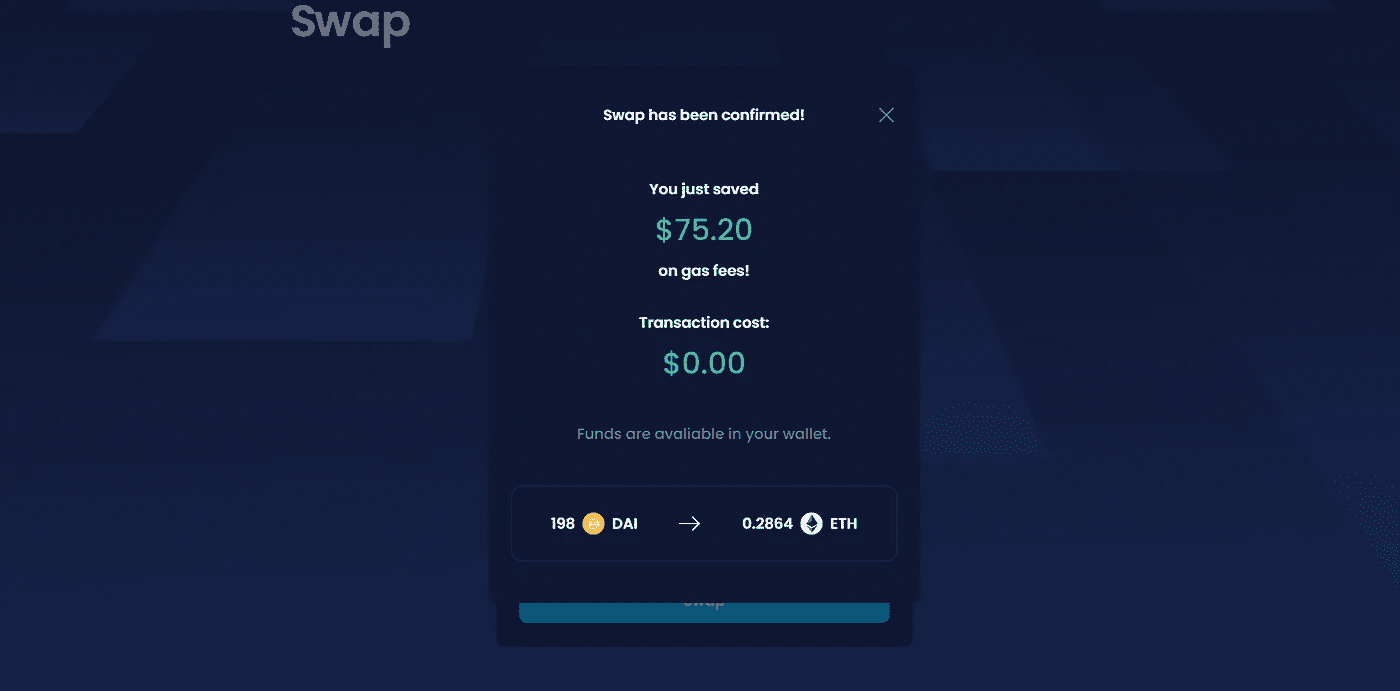 Swap
Swap has been confirmed!
You just saved
$75.20
on gas fees!
Transaction cost:
$0.00
Funds are avaliable in your wallet.
198 DAI → 0.2864 ETH
Swap